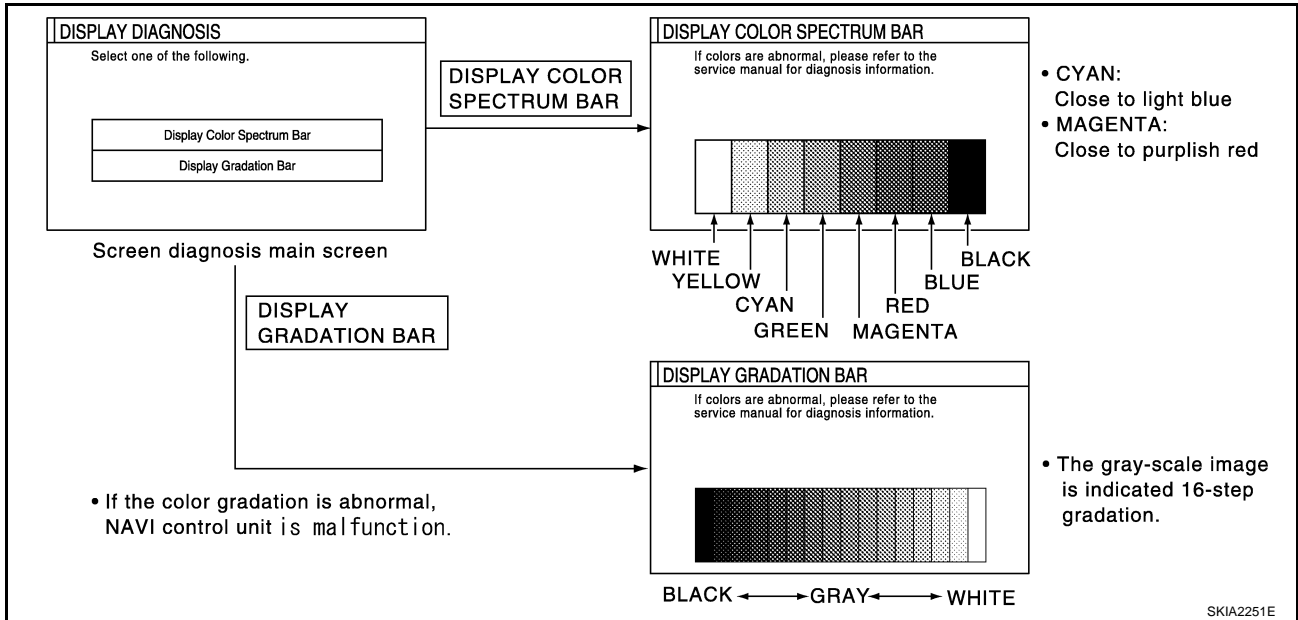 DISPLAY DIAGNOSIS
Select one of the following.
Display Color Spectrum Bar
Display Gradation Bar
Screen diagnosis main screen
DISPLAY COLOR
SPECTRUM BAR
DISPLAY COLOR SPECTRUM BAR
If colors are abnormal, please refer to the
service manual for diagnosis information.
WHITE
YELLOW
CYAN
GREEN
MAGENTA
RED
BLUE
BLACK
• CYAN:
Close to light blue
• MAGENTA:
Close to purplish red
DISPLAY
GRADATION BAR
• If the color gradation is abnormal,
NAVI control unit is malfunction.
DISPLAY GRADATION BAR
If colors are abnormal, please refer to the
service manual for diagnosis information.
BLACK GRAY WHITE
• The gray-scale image
is indicated 16-step
gradation.
SKIA2251E